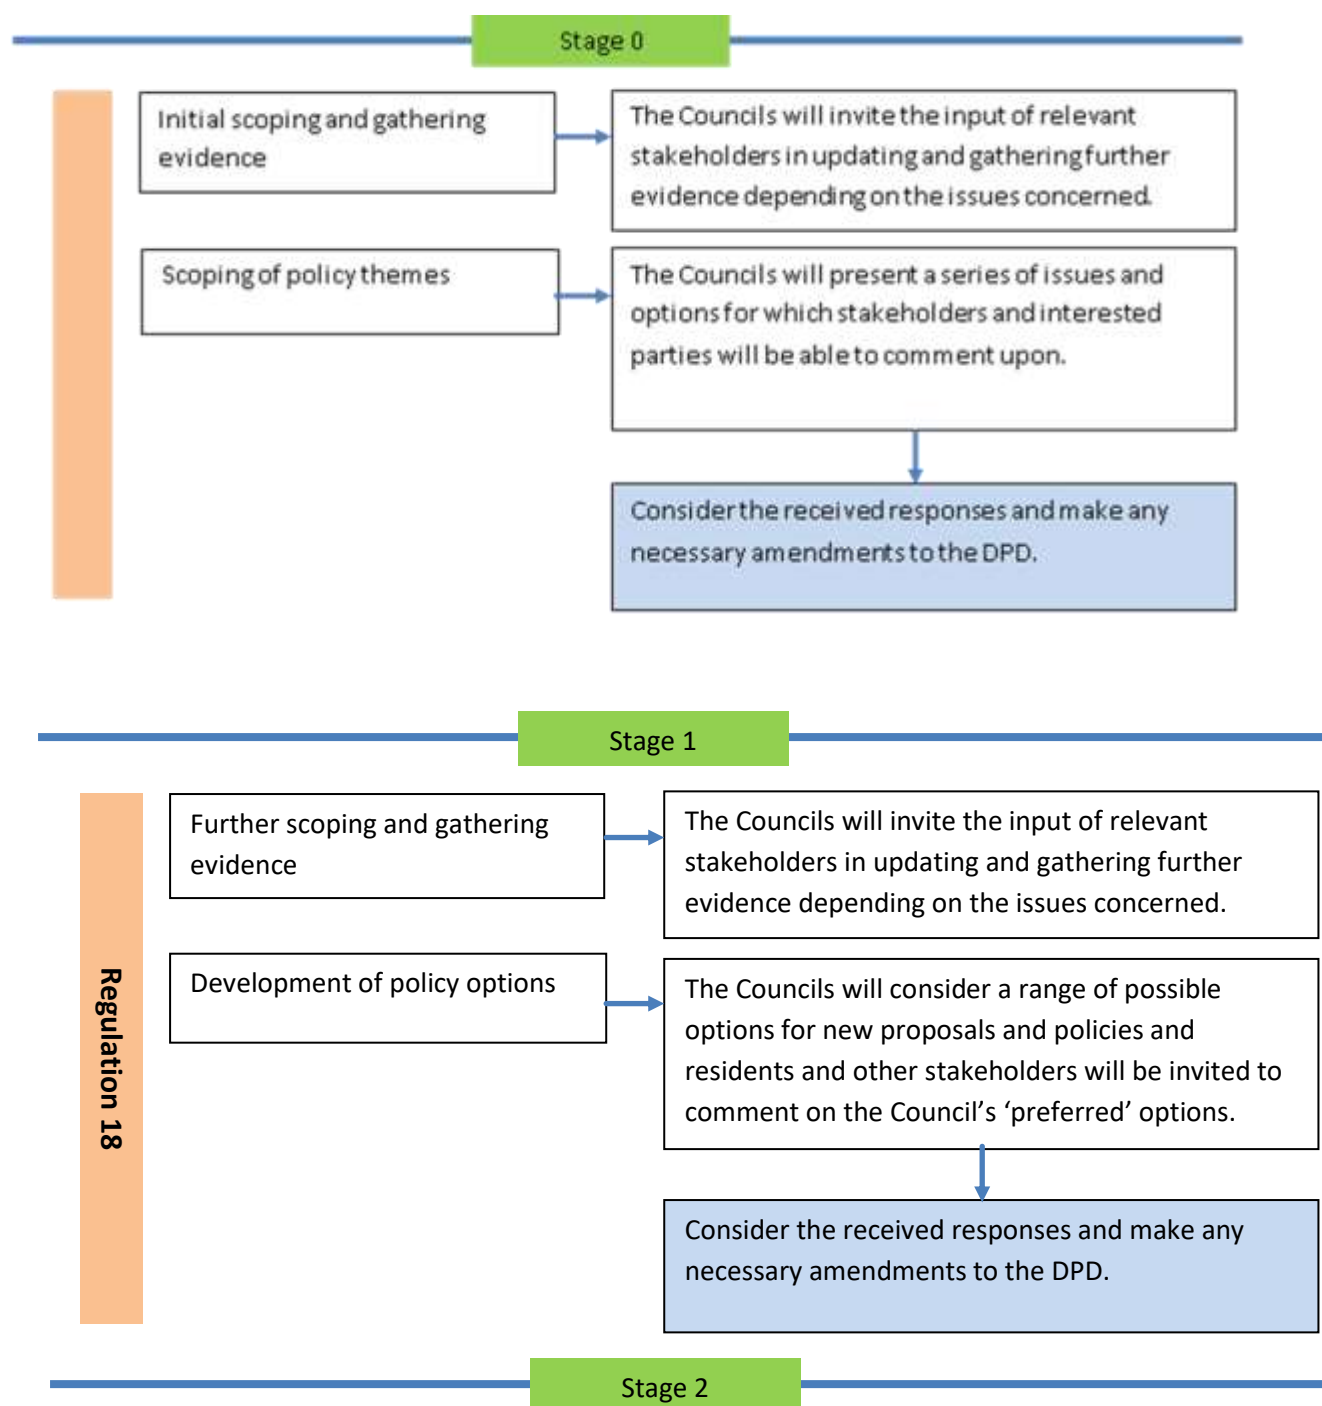 Stage 0
Initial scoping and gathering
evidence
The Councils will invite the input of relevant
stakeholders in updating and gathering further
evidence depending on the issues concerned.
Scoping of policy themes
The Councils will present a series of issues and
options for which stakeholders and interested
parties will be able to comment upon.
Consider the received responses and make any
necessary amendments to the DPD.
Stage 1
Regulation 18
Further scoping and gathering
evidence
The Councils will invite the input of relevant
stakeholders in updating and gathering further
evidence depending on the issues concerned.
Development of policy options
The Councils will consider a range of possible
options for new proposals and policies and
residents and other stakeholders will be invited to
comment on the Council’s ‘preferred’ options.
Consider the received responses and make any
necessary amendments to the DPD.
Stage 2